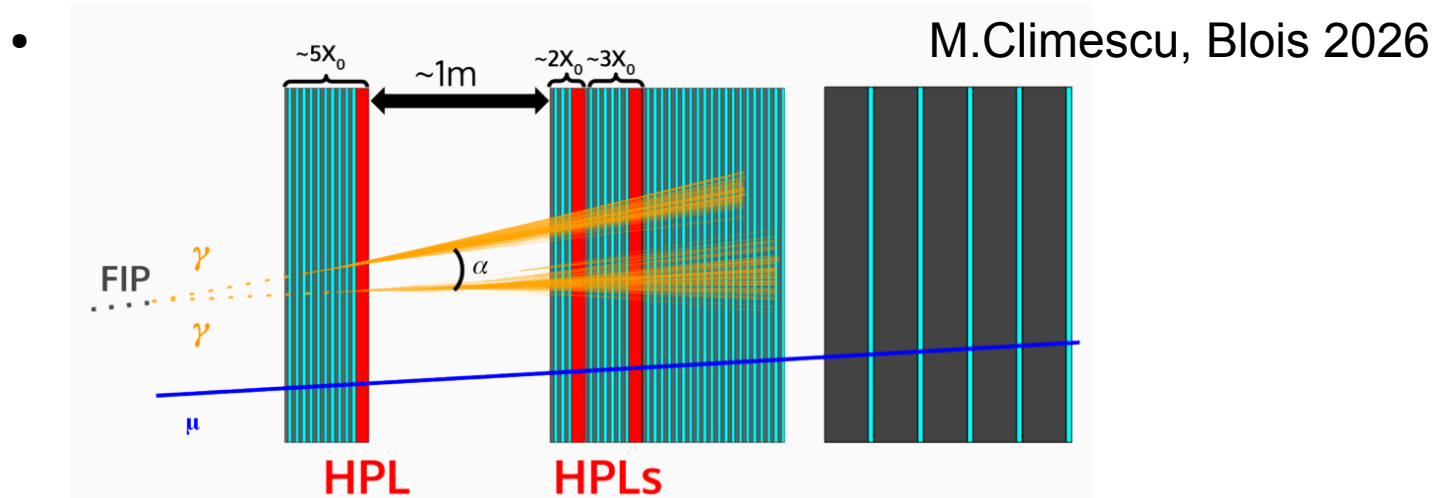 • M.Climescu, Blois 2026
~5X₀ ~1m ~2X₀ ~3X₀
γ
FIP α
γ
μ
HPL HPLs